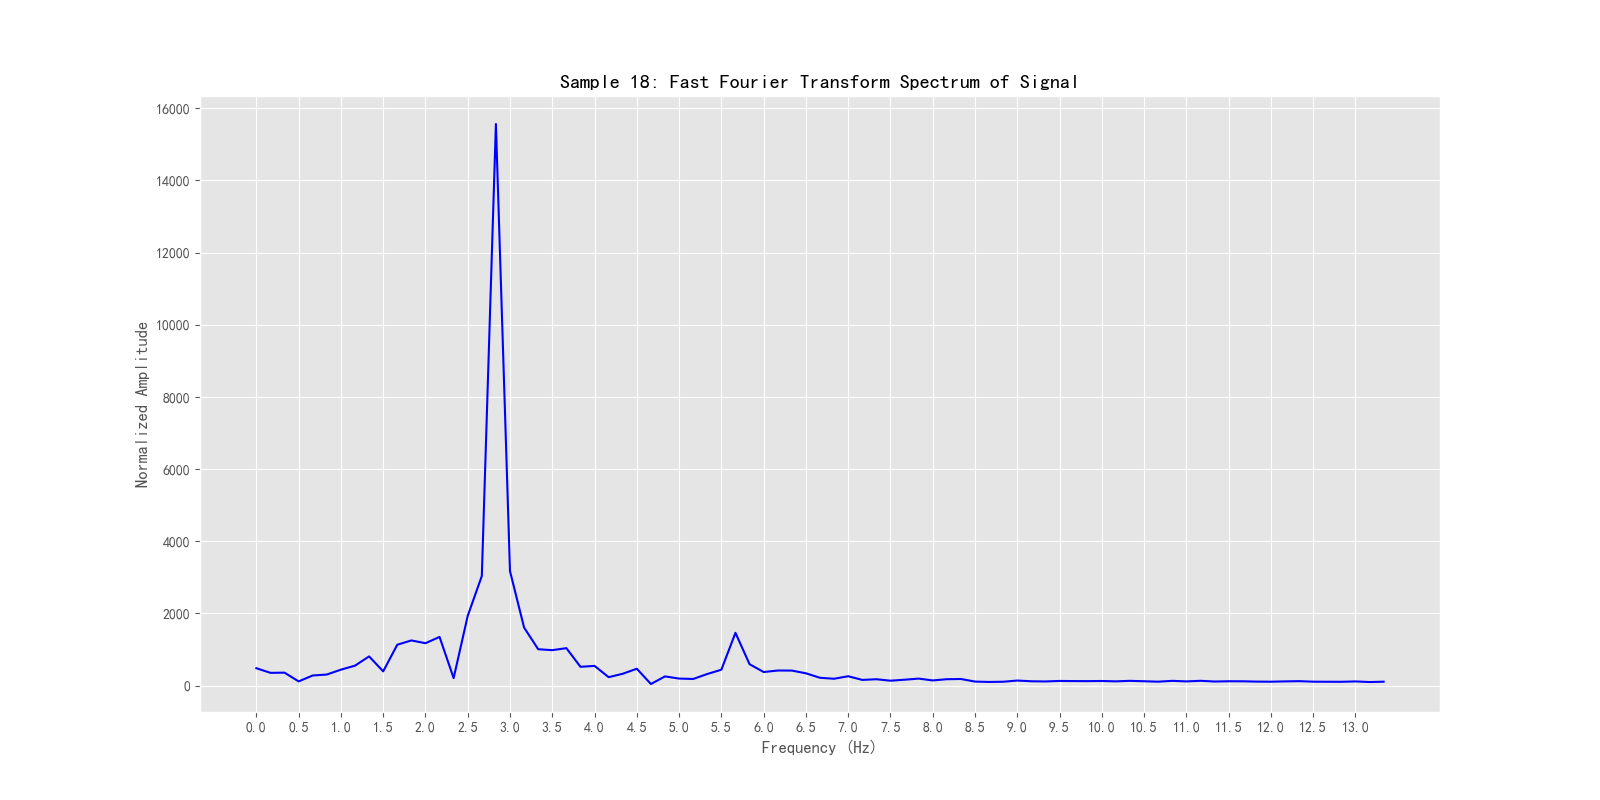 Sample 18: Fast Fourier Transform Spectrum of Signal
16000
14000
12000
10000
8000
6000
4000
2000
0
Normalized Amplitude
0.0 0.5 1.0 1.5 2.0 2.5 3.0 3.5 4.0 4.5 5.0 5.5 6.0 6.5 7.0 7.5 8.0 8.5 9.0 9.5 10.0 10.5 11.0 11.5 12.0 12.5 13.0
Frequency (Hz)